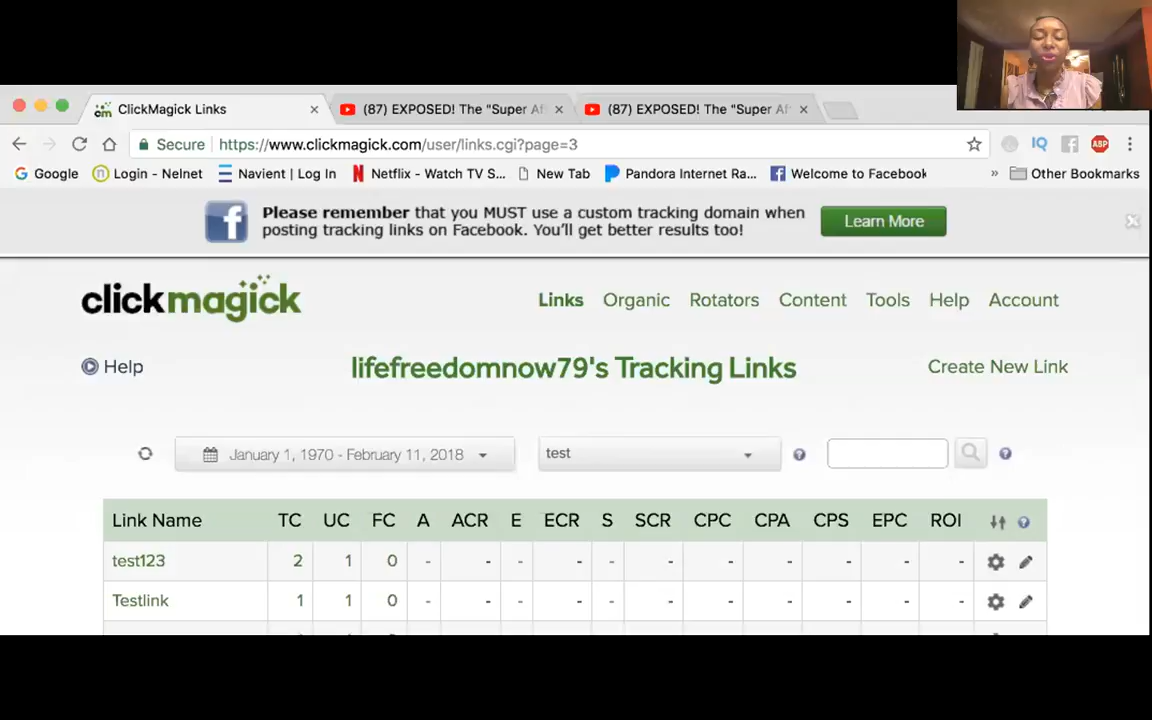 ClickMagick Links
(87) EXPOSED! The "Super Af
(87) EXPOSED! The "Super Af
Secure https://www.clickmagick.com/user/links.cgi?page=3
IQ ABP
Google Login - Nelnet Navient | Log In Netflix - Watch TV S... New Tab Pandora Internet Ra... Welcome to Facebook » Other Bookmarks
Please remember that you MUST use a custom tracking domain when
posting tracking links on Facebook. You'll get better results too!
Learn More
clickmagick
Links Organic Rotators Content Tools Help Account
Help
lifefreedomnow79's Tracking Links
Create New Link
January 1, 1970 - February 11, 2018
test
Link Name TC UC FC A ACR E ECR S SCR CPC CPA CPS EPC ROI
test123 2 1 0 - - - - - - - - - - -
Testlink 1 1 0 - - - - - - - - - - -